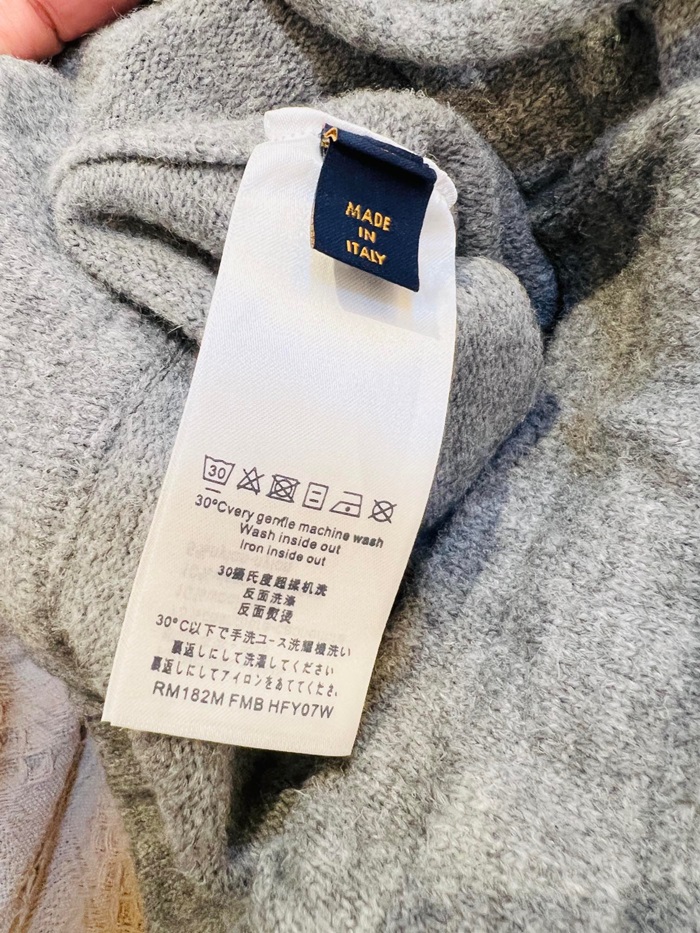 MADE
IN
ITALY
30
30°Cvery gentle machine wash
Wash inside out
Iron inside out
30摄氏度超揉机洗
反面洗涤
反面熨烫
30°C以下で手洗コース洗濯機洗い
裏返しにして洗濯してください
裏返しにしてアイロンをあててください
RM182M FMB HFY07W